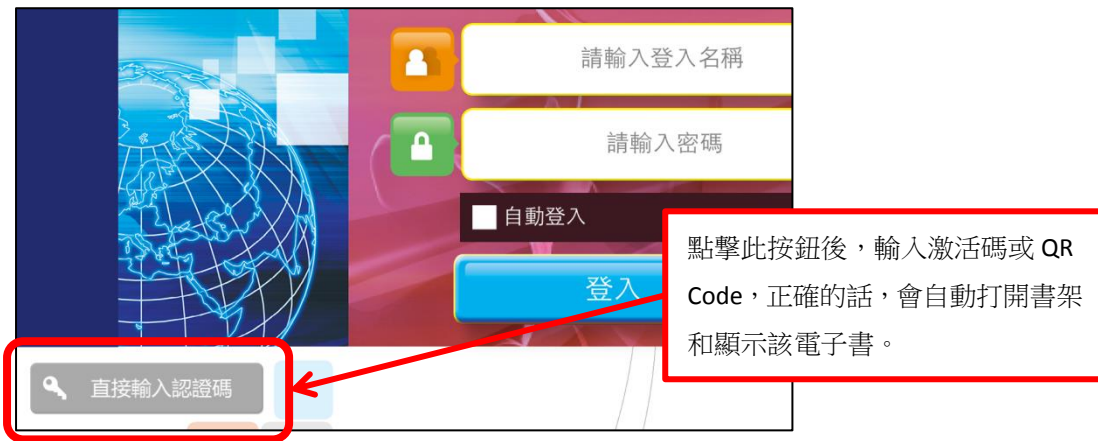 請輸入登入名稱
請輸入密碼
自動登入
登入
點擊此按鈕後，輸入激活碼或 QR
Code，正確的話，會自動打開書架
和顯示該電子書。
直接輸入認證碼